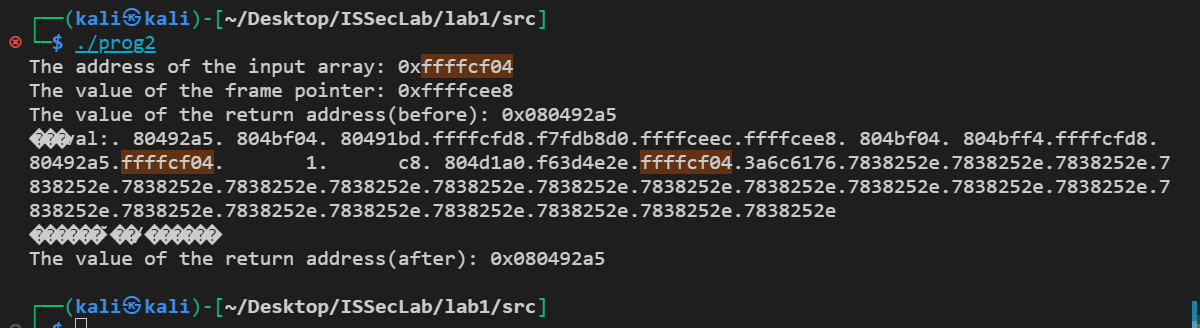 ┌──(kali㉿kali)-[~/Desktop/ISSecLab/lab1/src]
└─$ ./prog2
The address of the input array: 0xffffcf04
The value of the frame pointer: 0xffffcee8
The value of the return address(before): 0x080492a5
val:. 80492a5. 804bf04. 80491bd.ffffcfd8.f7fdb8d0.ffffceec.ffffcee8. 804bf04. 804bff4.ffffcfd8.
80492a5.ffffcf04.       1.      c8. 804d1a0.f63d4e2e.ffffcf04.3a6c6176.7838252e.7838252e.7838252e.7
838252e.7838252e.7838252e.7838252e.7838252e.7838252e.7838252e.7838252e.7838252e.7838252e.7838252e.7
838252e.7838252e.7838252e.7838252e.7838252e.7838252e.7838252e.7838252e
The value of the return address(after): 0x080492a5
┌──(kali㉿kali)-[~/Desktop/ISSecLab/lab1/src]
└─$